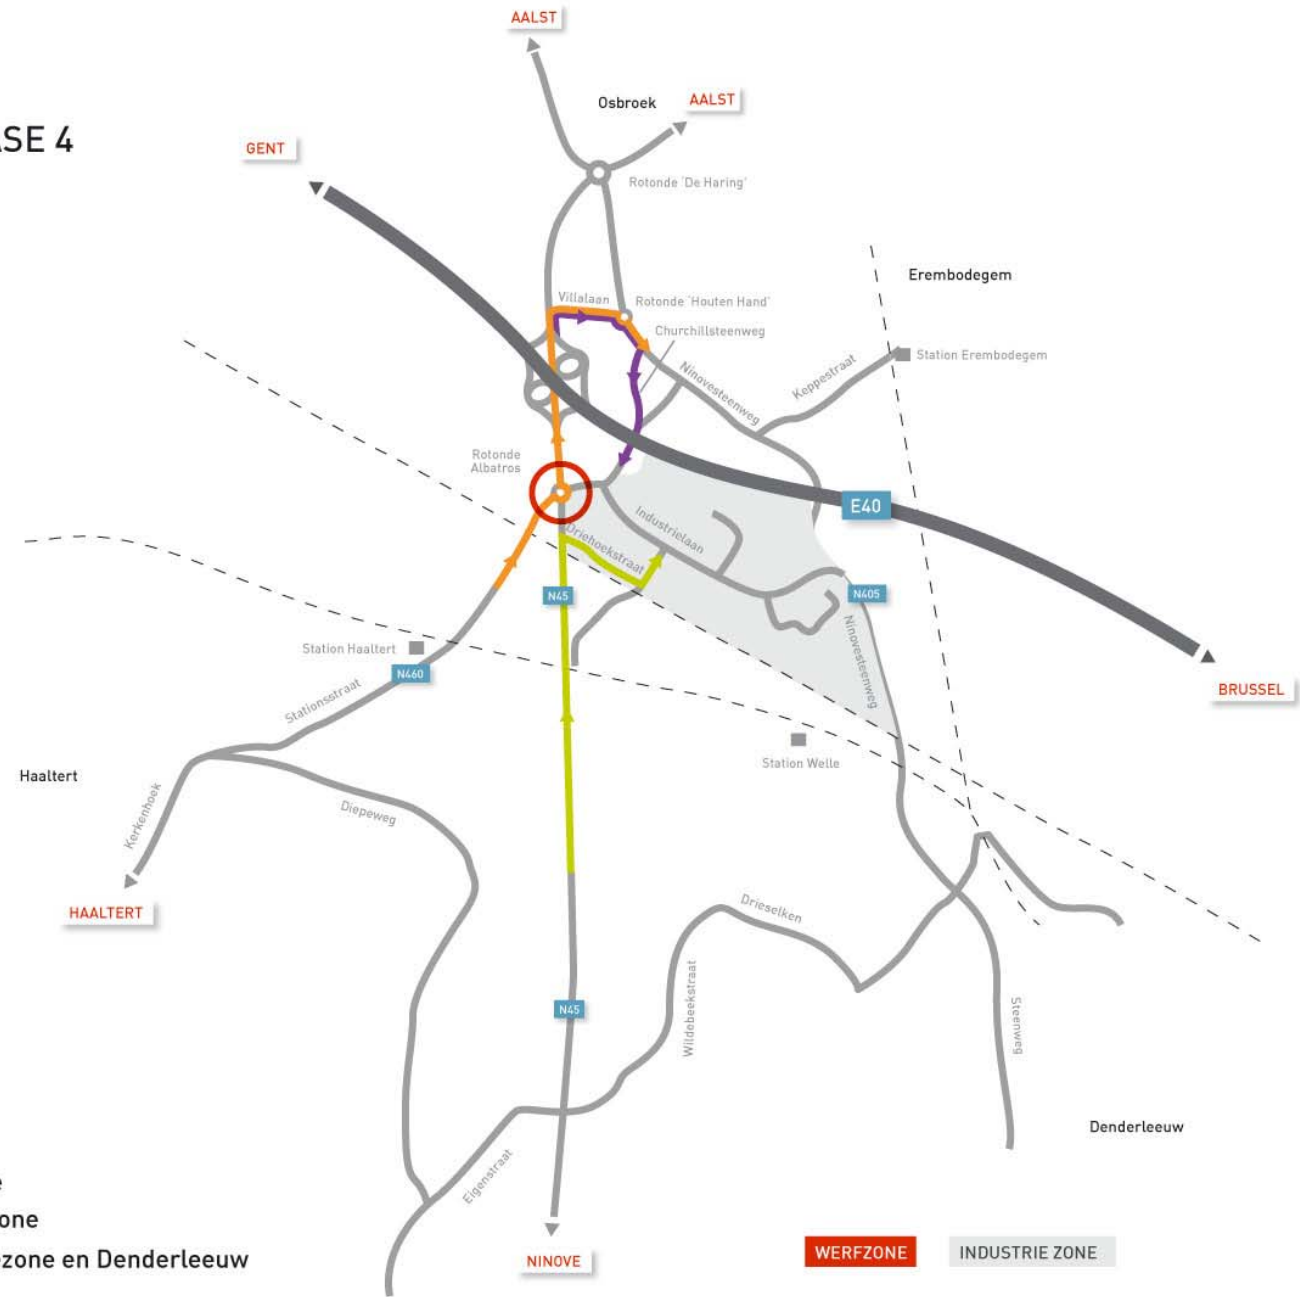 AALST
Osbroek
AALST
SE 4
GENT
Rotonde 'De Haring'
Erembodegem
Villalaan
Rotonde 'Houten Hand'
Churchillsteenweg
Station Erembodegem
Keppestraat
Ninovesteenweg
Rotonde
Albatros
E40
Industrielaan
Driehoekstraat
N45
N405
Ninovesteenweg
Station Haaltert
N460
BRUSSEL
Stationsstraat
Station Welle
Haaltert
Kerkenhoek
Diepeweg
HAALTERT
Drieselken
Wildebeekstraat
N45
Steenweg
Denderleeuw
Eigenstraat
one
zone en Denderleeuw
NINOVE
WERFZONE
INDUSTRIE ZONE